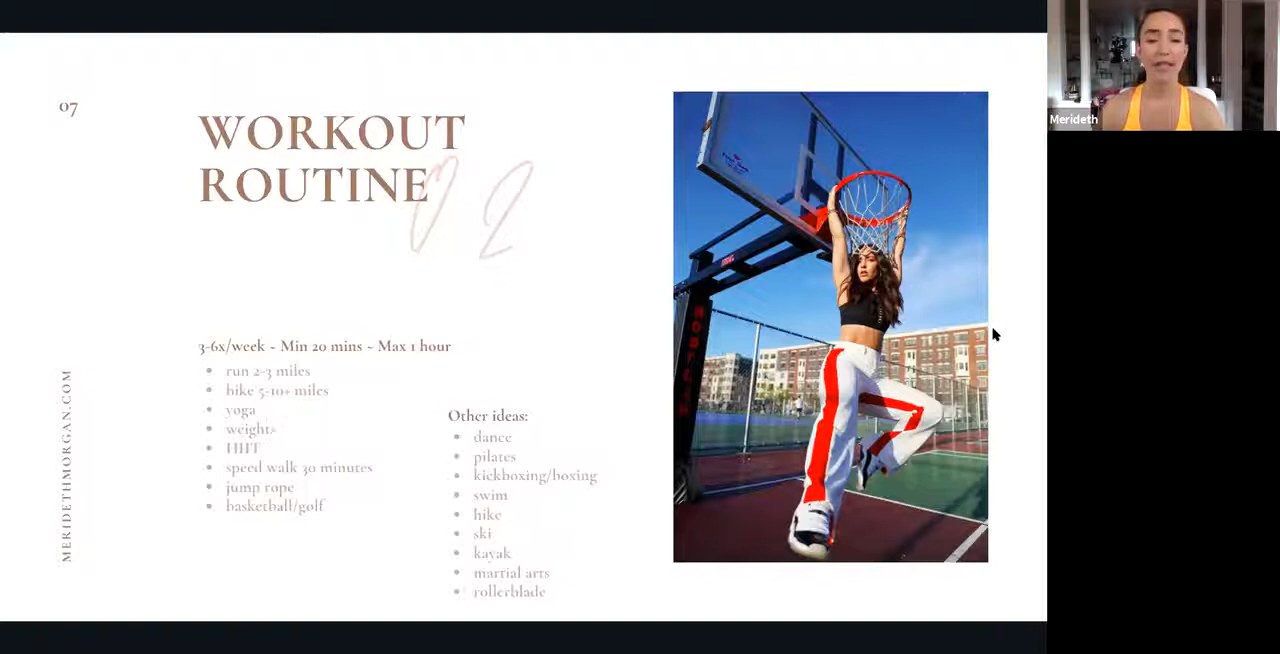 07
WORKOUT
ROUTINE
3-6x/week ~ Min 20 mins ~ Max 1 hour
run 2-3 miles
hike 5-10+ miles
yoga
weights
HIIT
speed walk 30 minutes
jump rope
basketball/golf
Other ideas:
dance
pilates
kickboxing/boxing
swim
hike
ski
kayak
martial arts
rollerblade
MERIDETHMORGAN.COM
Merideth